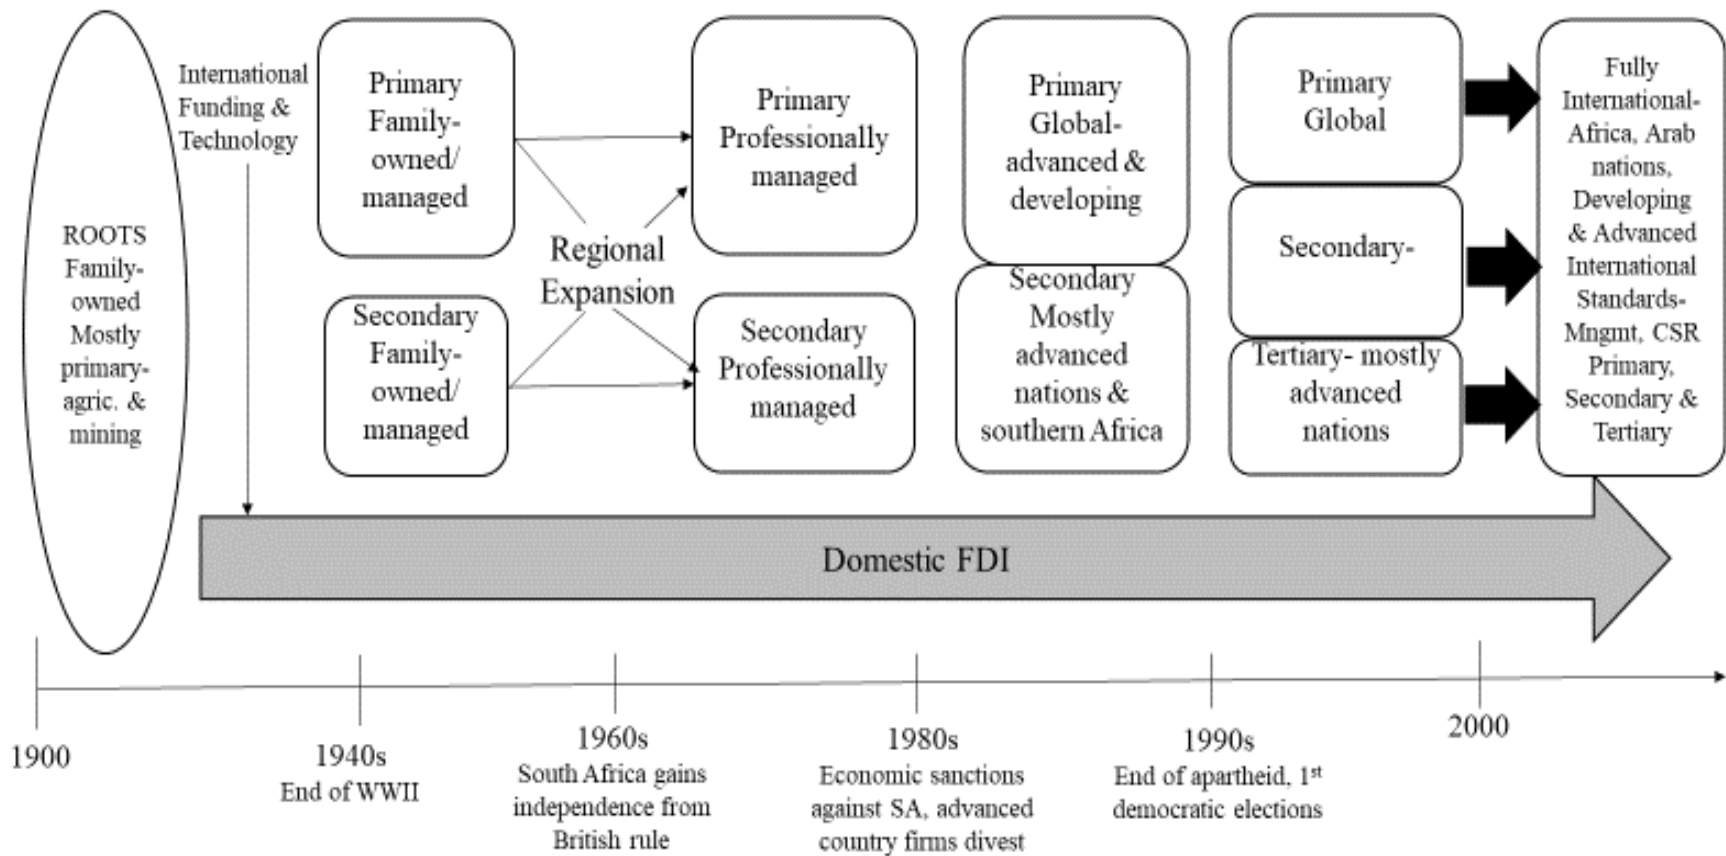 ROOTS
Family-
owned
Mostly
primary-
agric. &
mining
International
Funding &
Technology
Primary
Family-
owned/
managed
Secondary
Family-
owned/
managed
Regional
Expansion
Primary
Professionally
managed
Secondary
Professionally
managed
Primary
Global-
advanced &
developing
Secondary
Mostly
advanced
nations &
southern Africa
Primary
Global
Secondary-
Tertiary- mostly
advanced
nations
Fully
International-
Africa, Arab
nations,
Developing
& Advanced
International
Standards-
Mngmt, CSR
Primary,
Secondary &
Tertiary
Domestic FDI
1900
1940s
End of WWII
1960s
South Africa gains
independence from
British rule
1980s
Economic sanctions
against SA, advanced
country firms divest
1990s
End of apartheid, 1st
democratic elections
2000